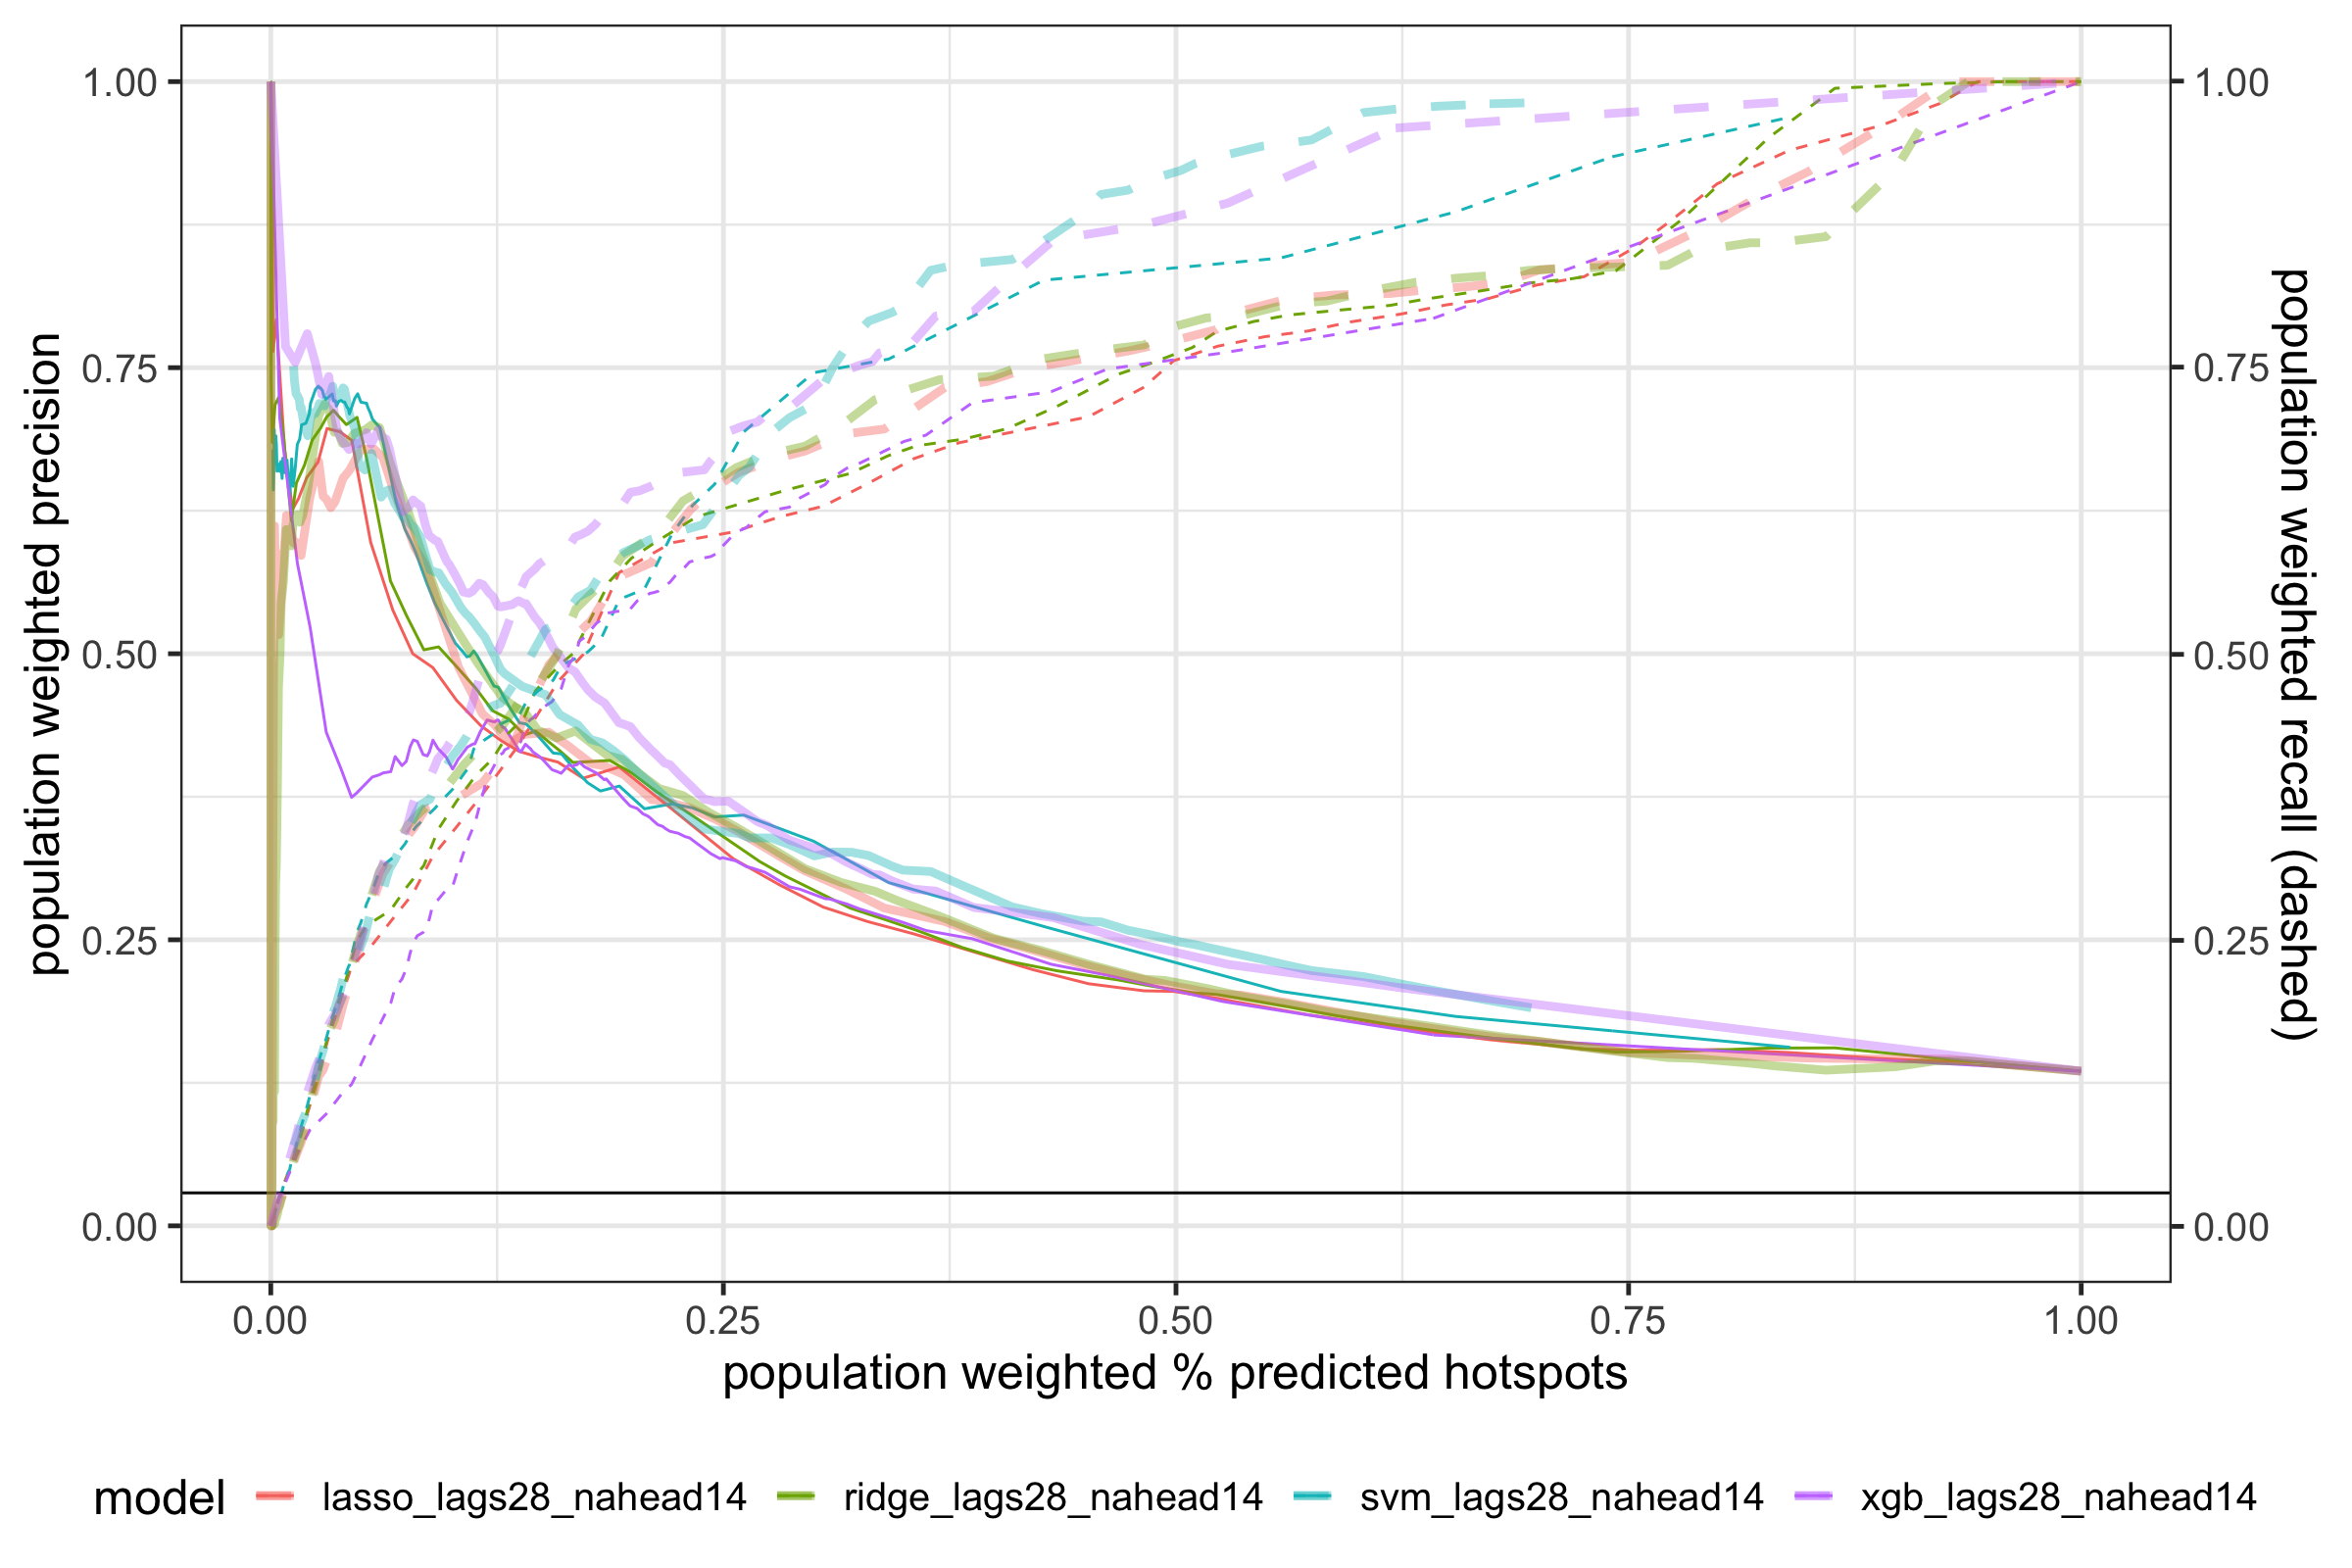 1.00
0.75
0.50
0.25
0.00
population weighted precision
1.00
0.75
0.50
0.25
0.00
population weighted recall (dashed)
0.00 0.25 0.50 0.75 1.00
population weighted % predicted hotspots
model lasso_lags28_nahead14 ridge_lags28_nahead14 svm_lags28_nahead14 xgb_lags28_nahead14